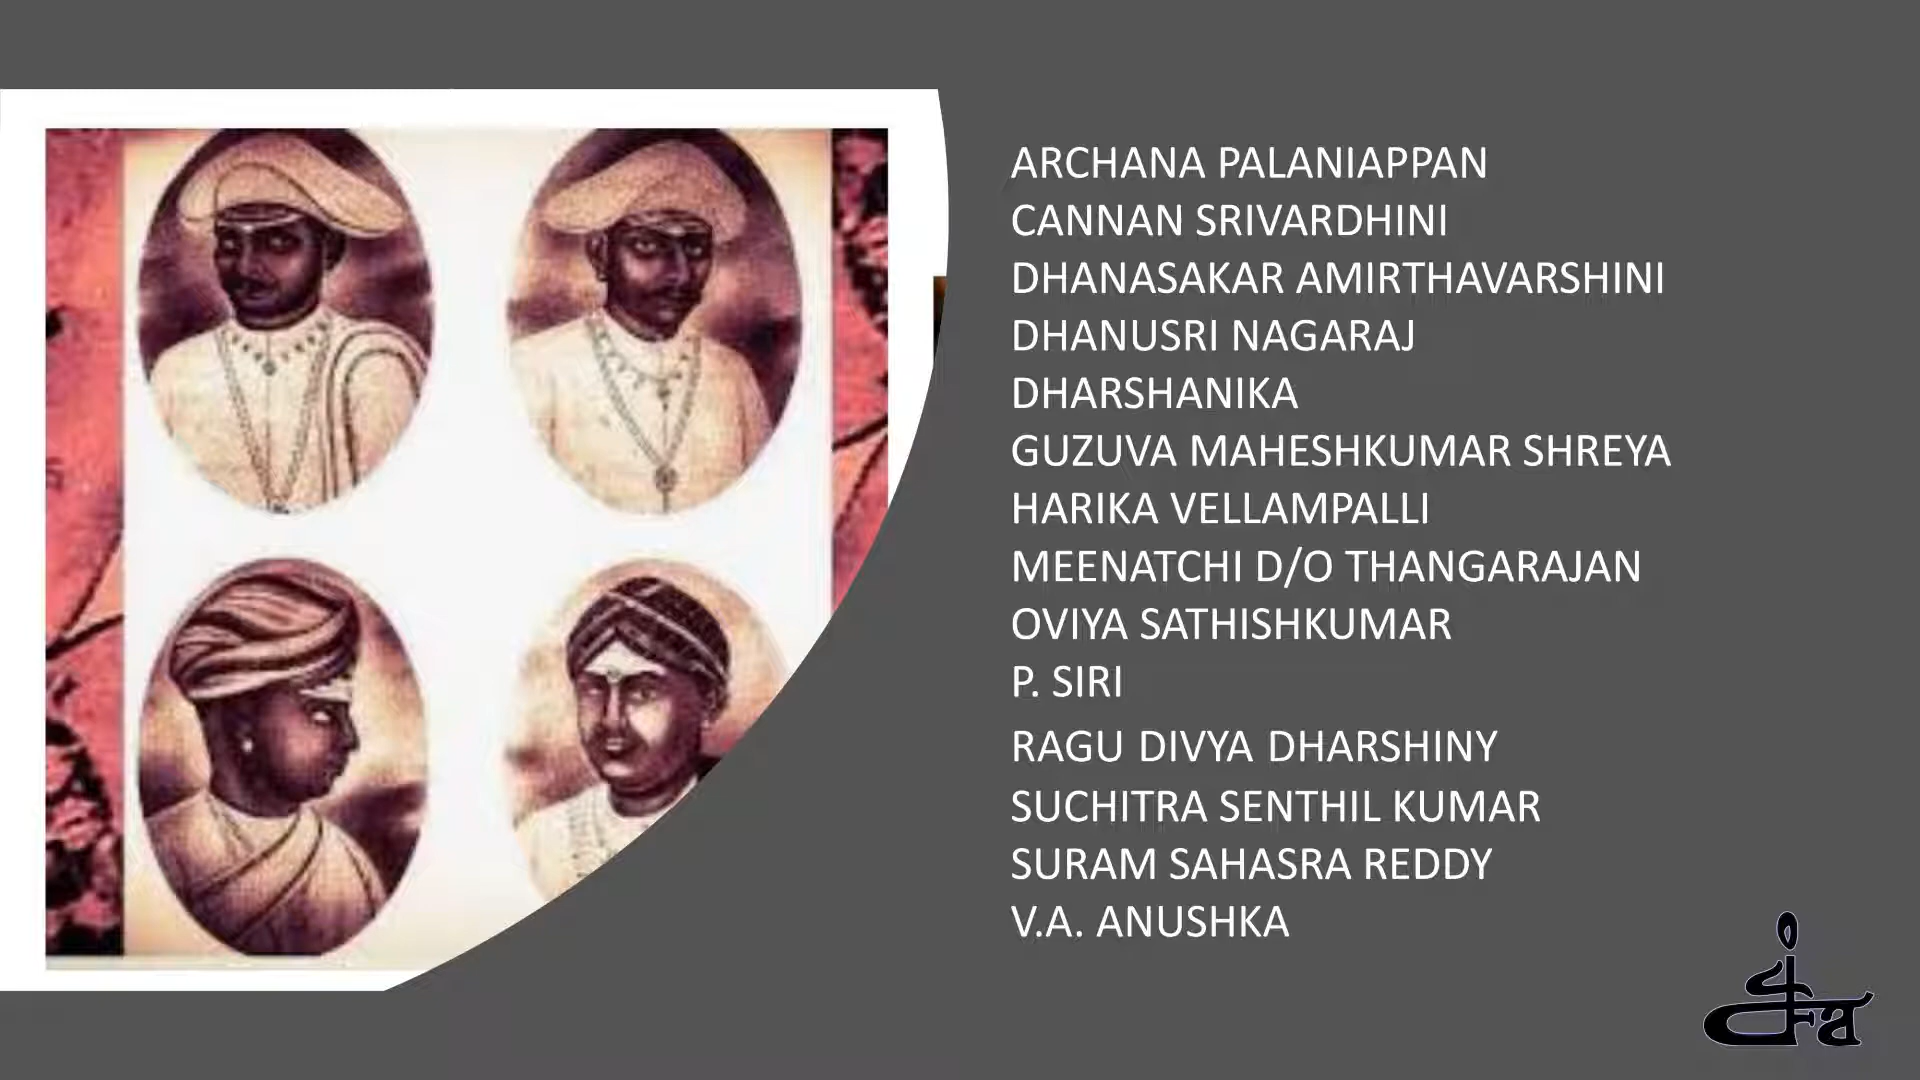 ARCHANA PALANIAPPAN
CANNAN SRIVARDHINI
DHANASAKAR AMIRTHAVARSHINI
DHANUSRI NAGARAJ
DHARSHANIKA
GUZUVA MAHESHKUMAR SHREYA
HARIKA VELLAMPALLI
MEENATCHI D/O THANGARAJAN
OVIYA SATHISHKUMAR
P. SIRI
RAGU DIVYA DHARSHINY
SUCHITRA SENTHIL KUMAR
SURAM SAHASRA REDDY
V.A. ANUSHKA